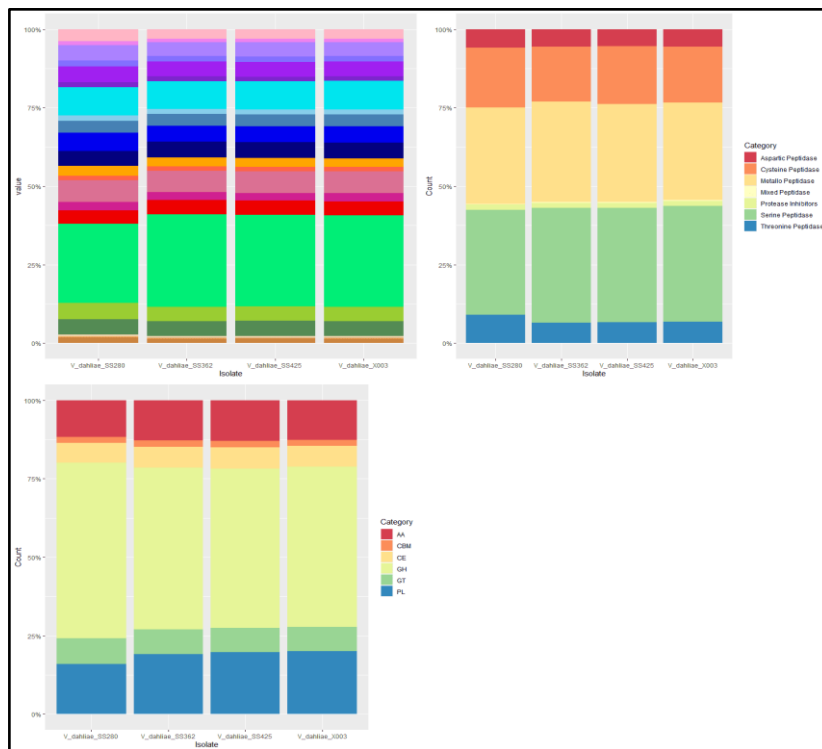 100%
75%
50%
25%
0%
value
V_dahliae_SS280
V_dahliae_SS362
V_dahliae_SS425
V_dahliae_X003
Isolate
100%
75%
50%
25%
0%
Count
V_dahliae_SS280
V_dahliae_SS362
V_dahliae_SS425
V_dahliae_X003
Isolate
Category
Aspartic Peptidase
Cysteine Peptidase
Metallo Peptidase
Mixed Peptidase
Protease Inhibitors
Serine Peptidase
Threonine Peptidase
100%
75%
50%
25%
0%
Count
V_dahliae_SS280
V_dahliae_SS362
V_dahliae_SS425
V_dahliae_X003
Isolate
Category
AA
CBM
CE
GH
GT
PL